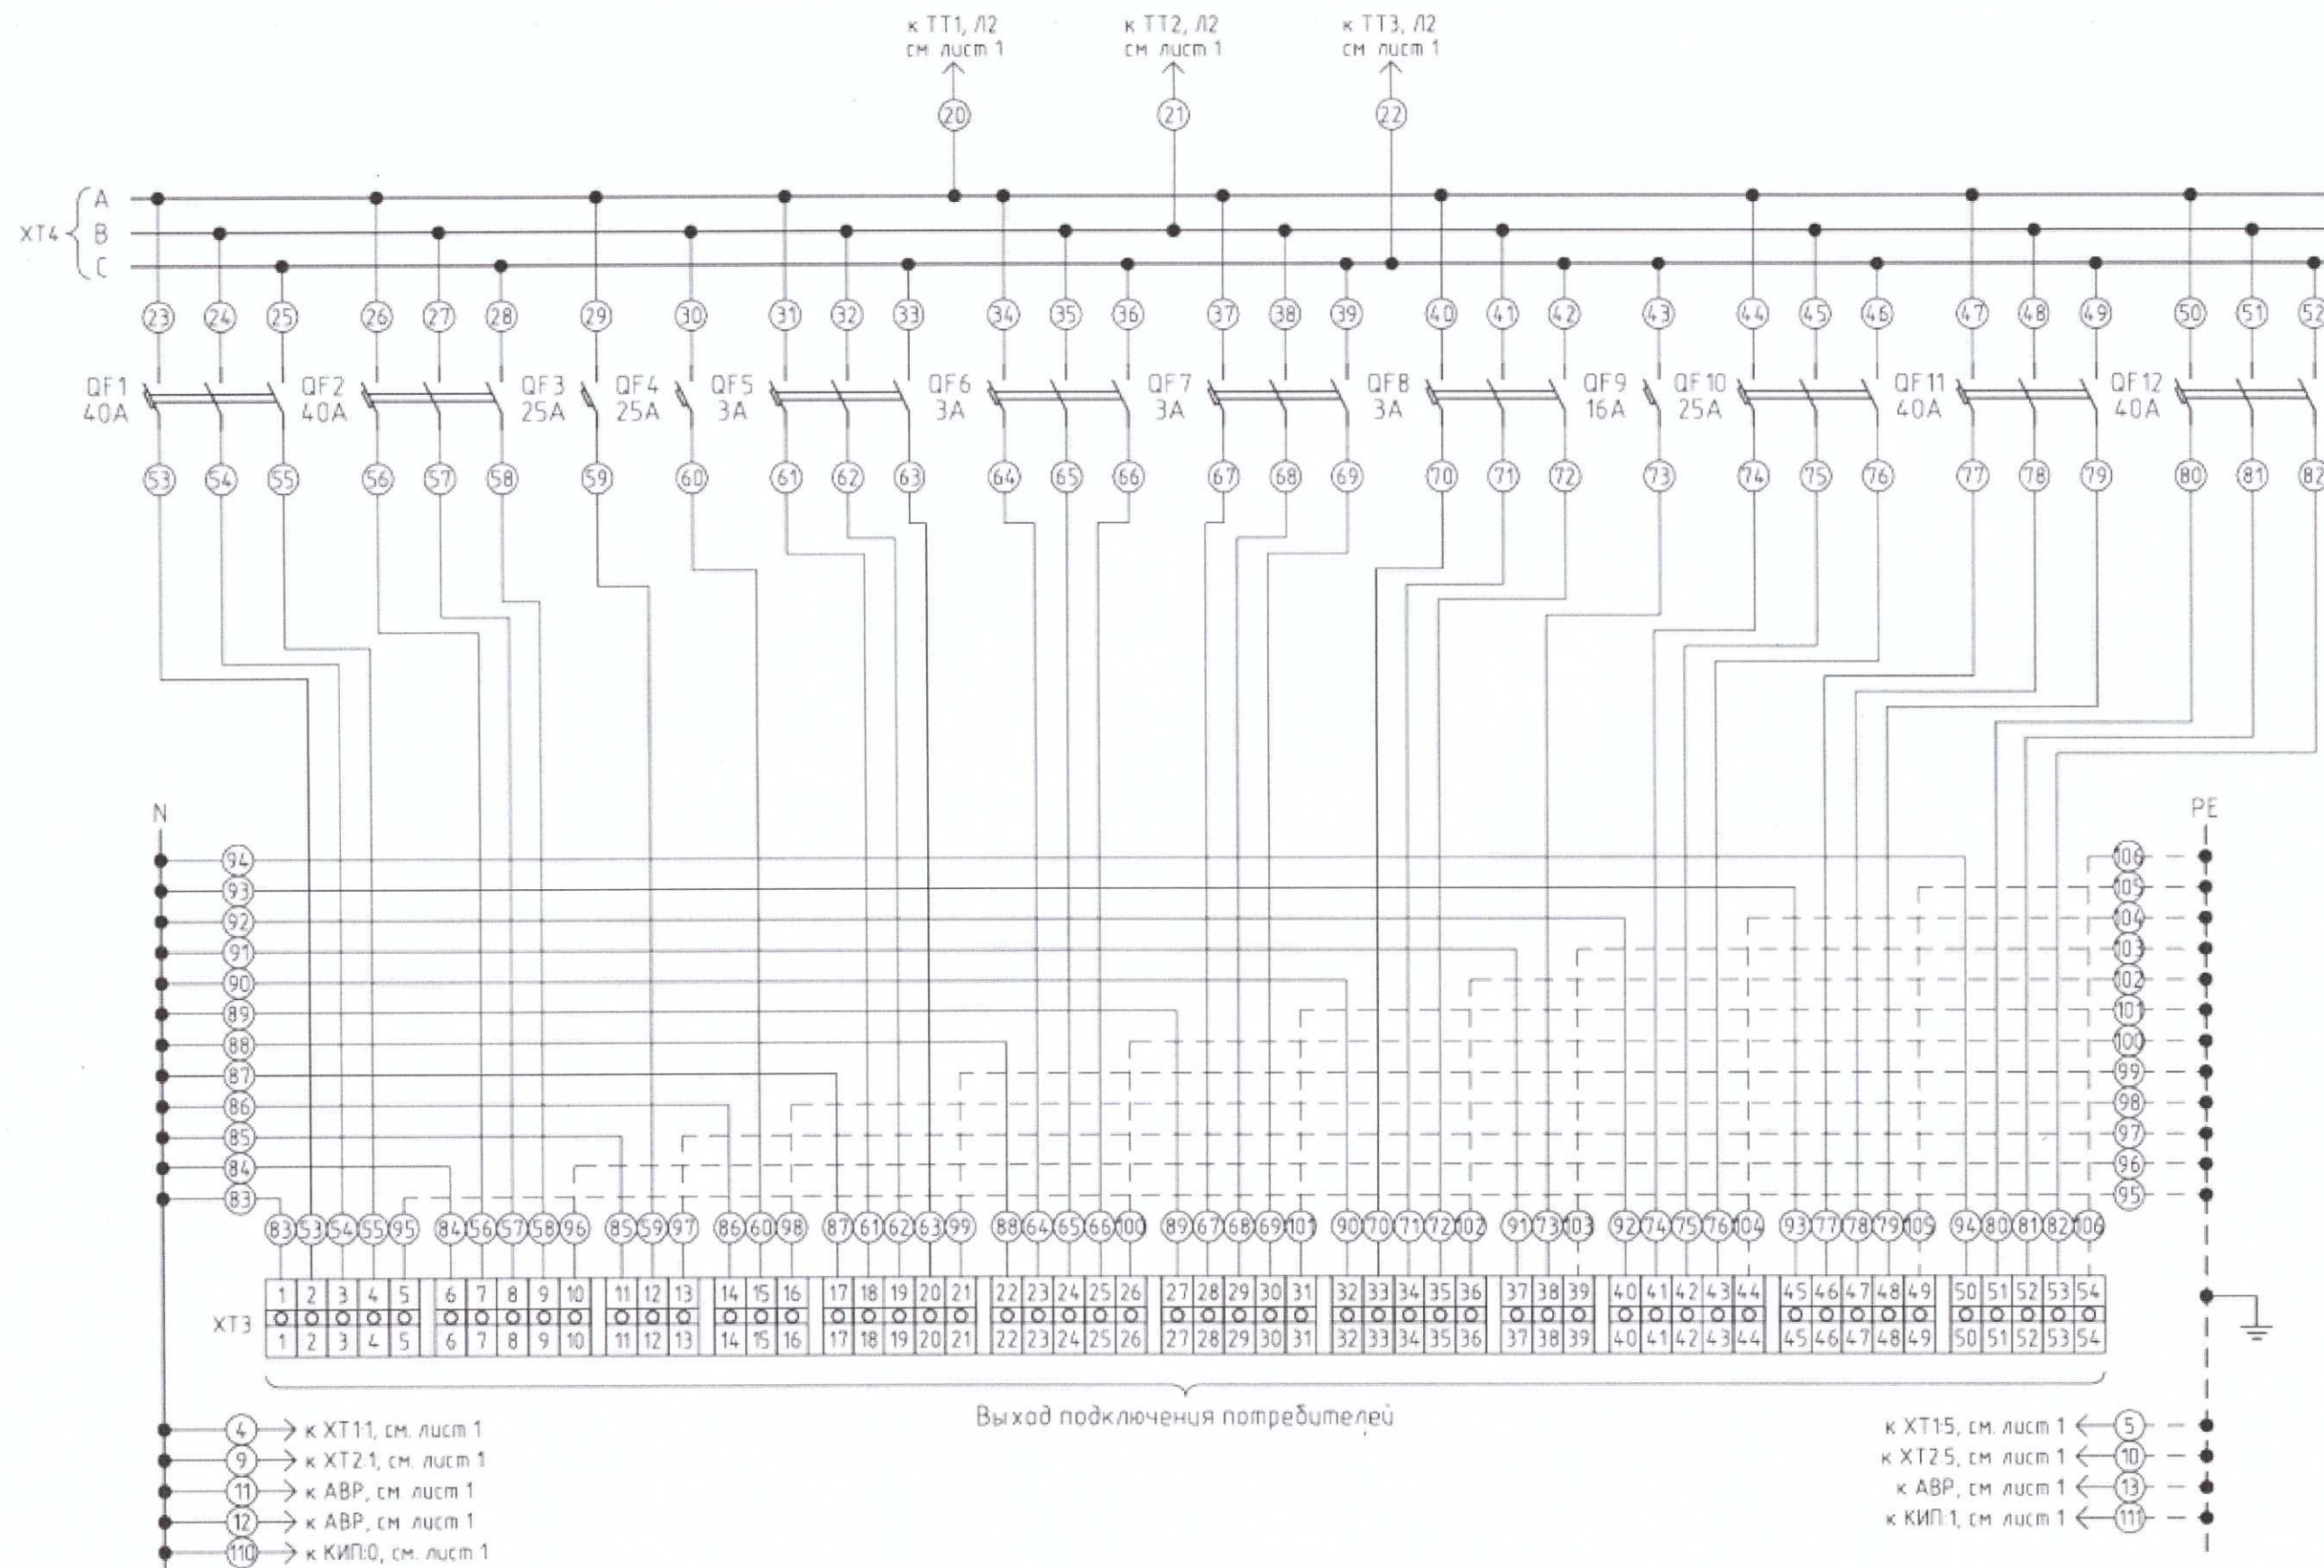 к ТТ1, Л2 к ТТ2, Л2 к ТТ3, Л2
см лист 1 см лист 1 см лист 1
20 21 22
A
XT4 B
C
23 24 25 26 27 28 29 30 31 32 33 34 35 36 37 38 39 40 41 42 43 44 45 46 47 48 49 50 51 52
QF1 QF2 QF3 QF4 QF5 QF6 QF7 QF8 QF9 QF10 QF11 QF12
40A 40A 25A 25A 3A 3A 3A 3A 16A 25A 40A 40A
53 54 55 56 57 58 59 60 61 62 63 64 65 66 67 68 69 70 71 72 73 74 75 76 77 78 79 80 81 82
N PE
94 106
93 105
92 104
91 103
90 102
89 101
88 100
87 99
86 98
85 97
84 96
83 95
83 53 54 55 95 84 56 57 58 96 85 59 97 86 60 98 87 61 62 63 99 88 64 65 66 100 89 67 68 69 101 90 70 71 72 102 91 73 103 92 74 75 76 104 93 77 78 79 105 94 80 81 82 106
1 2 3 4 5 6 7 8 9 10 11 12 13 14 15 16 17 18 19 20 21 22 23 24 25 26 27 28 29 30 31 32 33 34 35 36 37 38 39 40 41 42 43 44 45 46 47 48 49 50 51 52 53 54
XT3
1 2 3 4 5 6 7 8 9 10 11 12 13 14 15 16 17 18 19 20 21 22 23 24 25 26 27 28 29 30 31 32 33 34 35 36 37 38 39 40 41 42 43 44 45 46 47 48 49 50 51 52 53 54
Выход подключения потребителей
4 к XT1:1, см. лист 1
9 к XT2:1, см. лист 1
11 к АВР, см лист 1
12 к АВР, см лист 1
110 к КИП:0, см. лист 1
к XT1:5, см. лист 1 5
к XT2:5, см лист 1 10
к АВР, см лист 1 13
к КИП:1, см лист 1 111